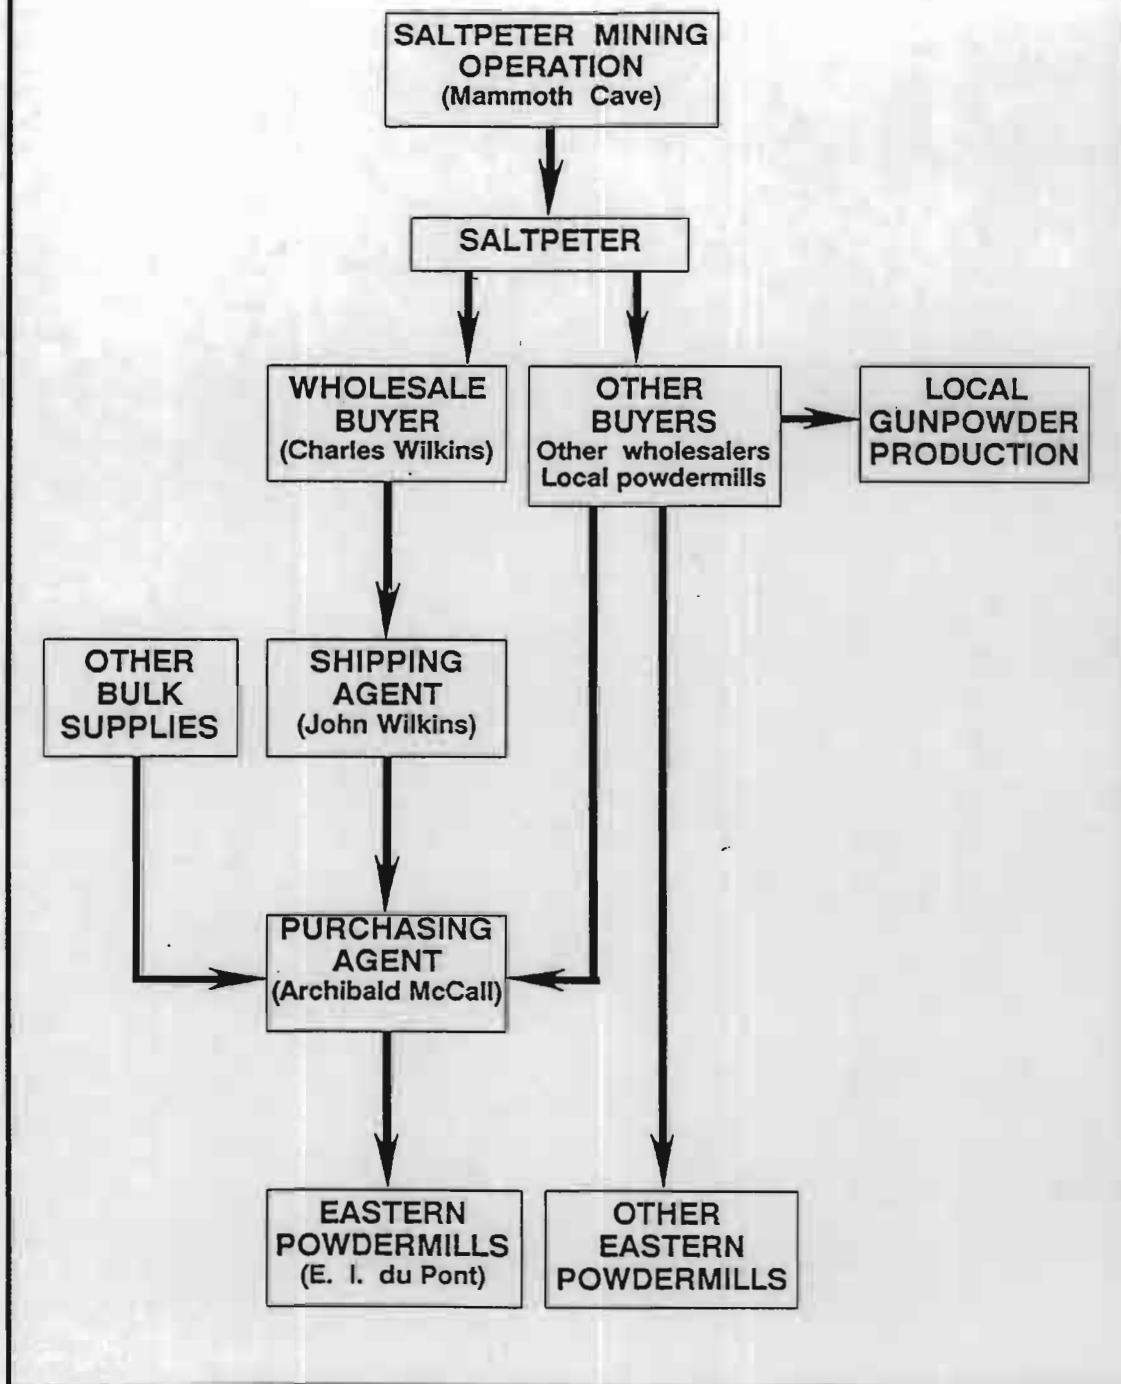 SALTPETER MINING
OPERATION
(Mammoth Cave)
SALTPETER
WHOLESALE
BUYER
(Charles Wilkins)
OTHER
BUYERS
Other wholesalers
Local powdermills
LOCAL
GUNPOWDER
PRODUCTION
OTHER
BULK
SUPPLIES
SHIPPING
AGENT
(John Wilkins)
PURCHASING
AGENT
(Archibald McCall)
EASTERN
POWDERMILLS
(E. I. du Pont)
OTHER
EASTERN
POWDERMILLS